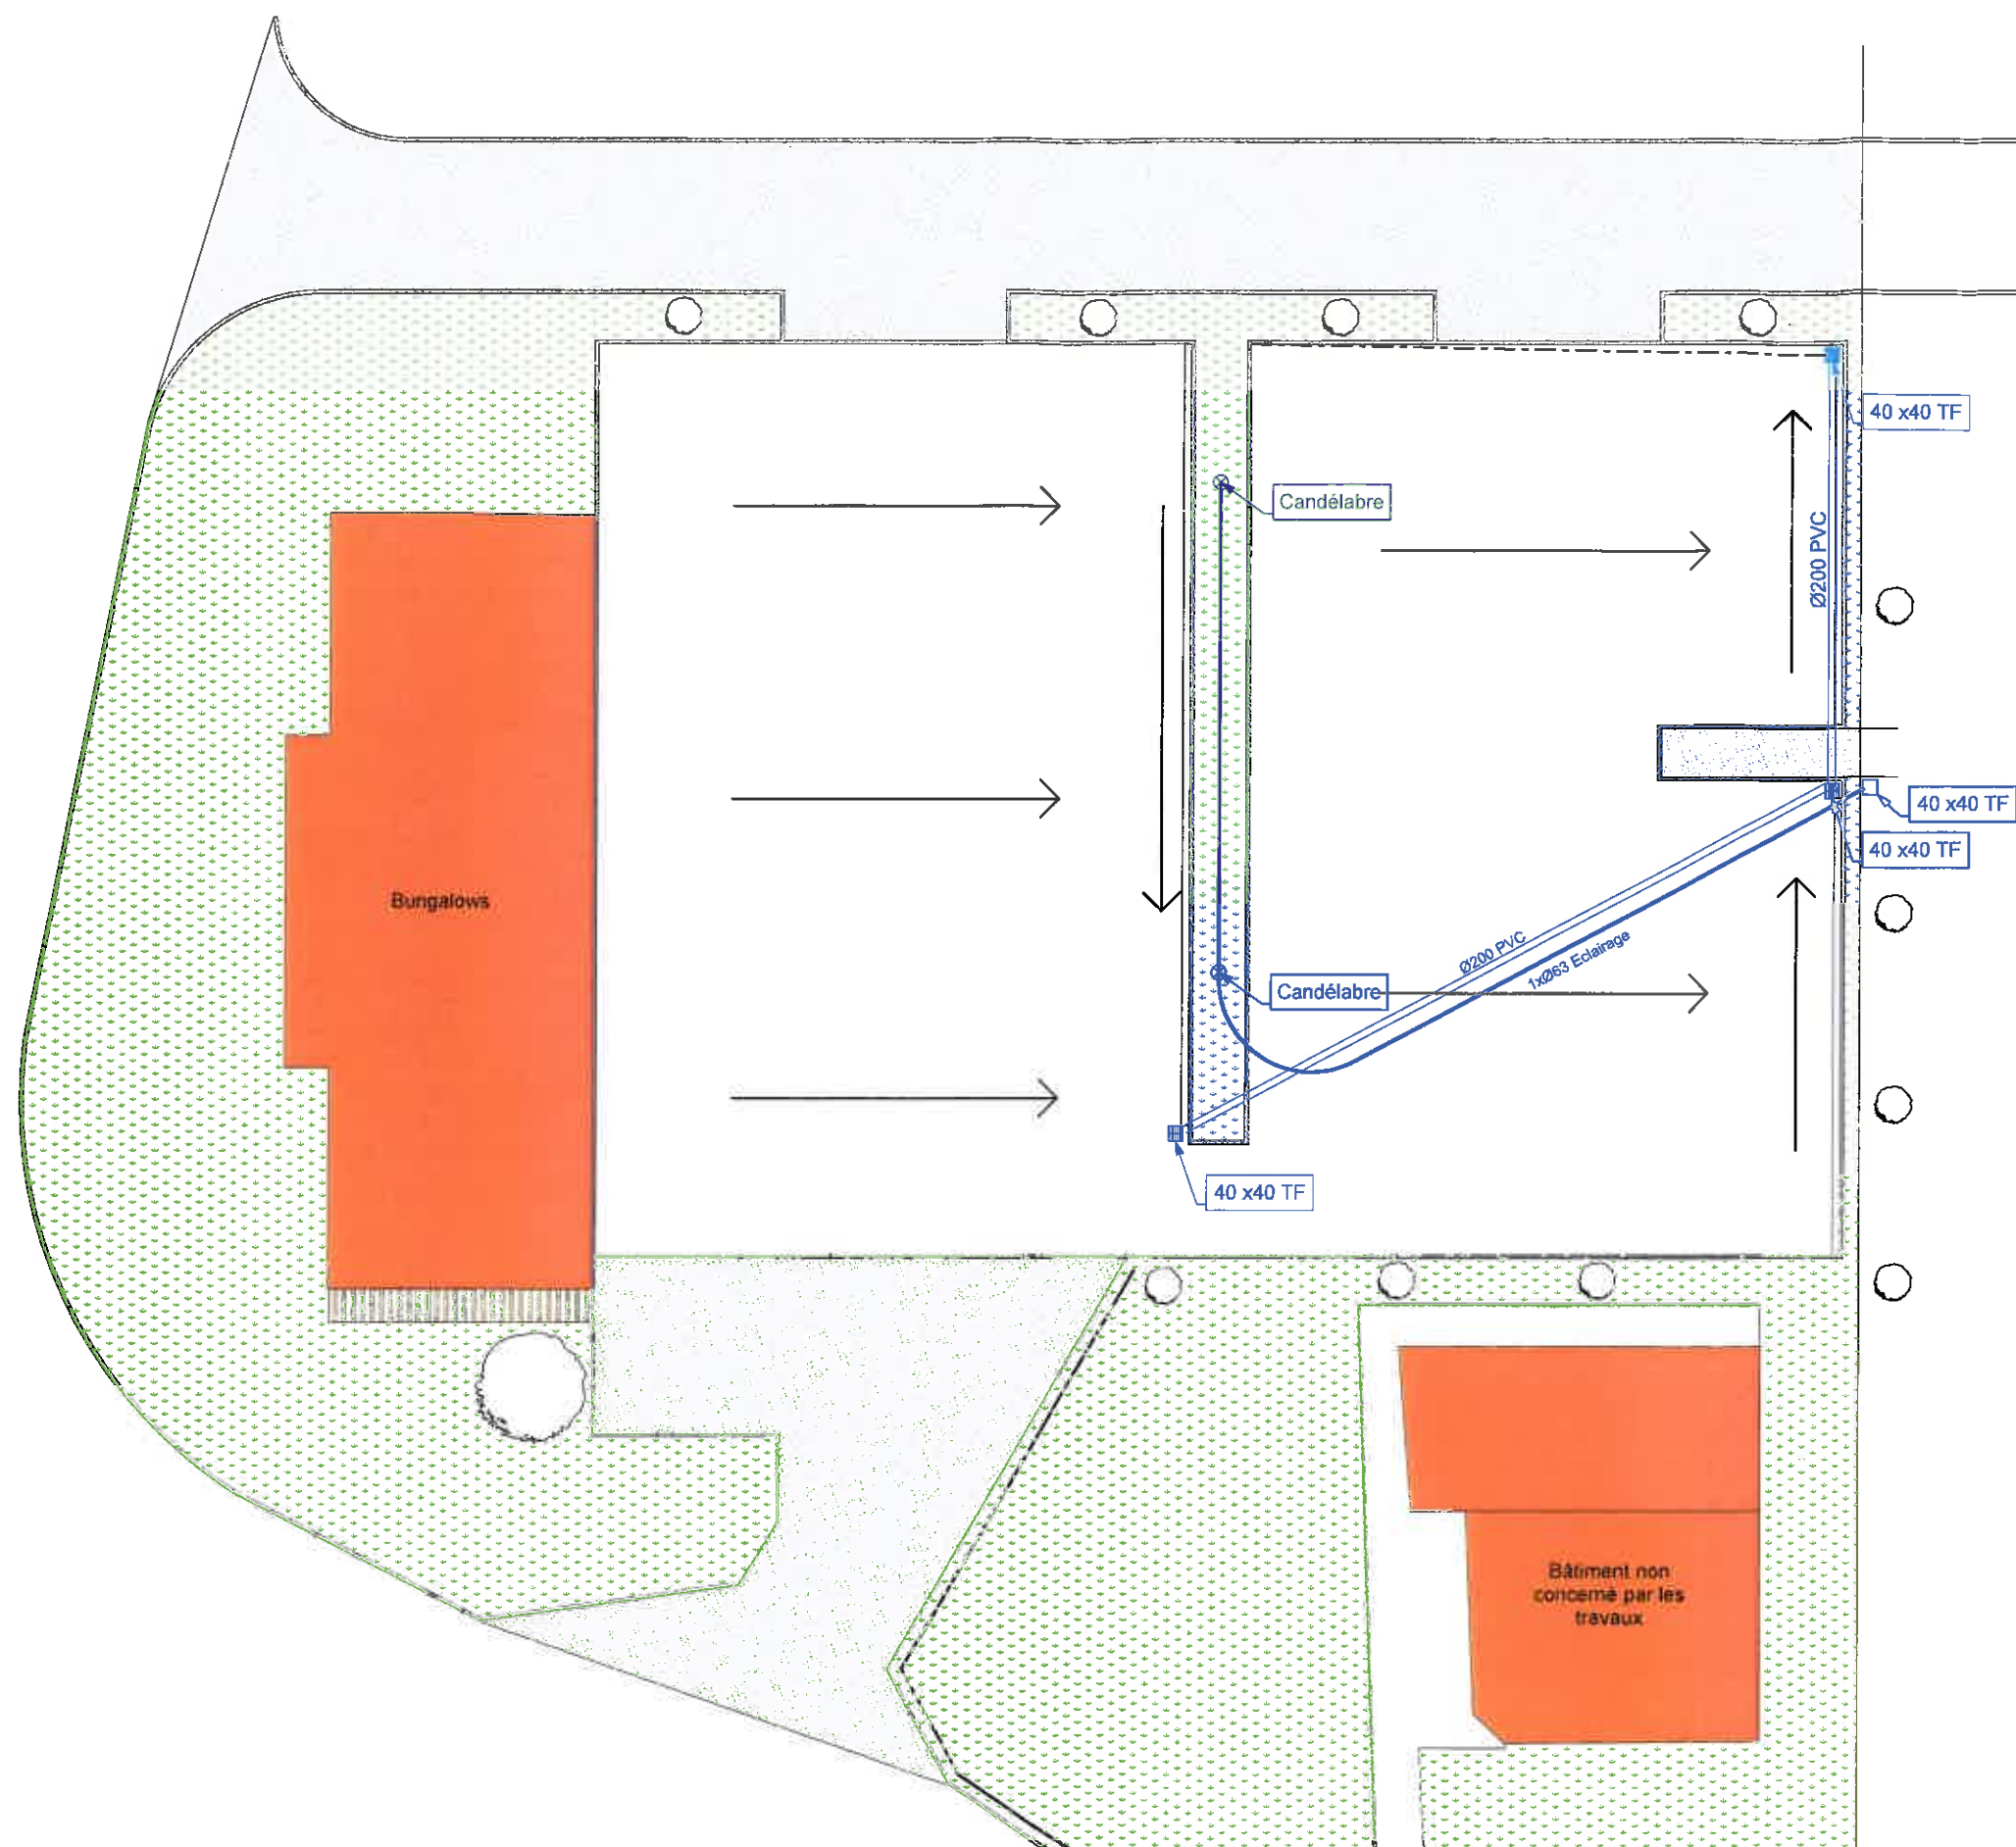 40 x40 TF
Candélabre
Ø200 PVC
40 x40 TF
40 x40 TF
Bungalows
Ø200 PVC
1xØ63 Eclairage
Candélabre
40 x40 TF
Bâtiment non
concerné par les
travaux